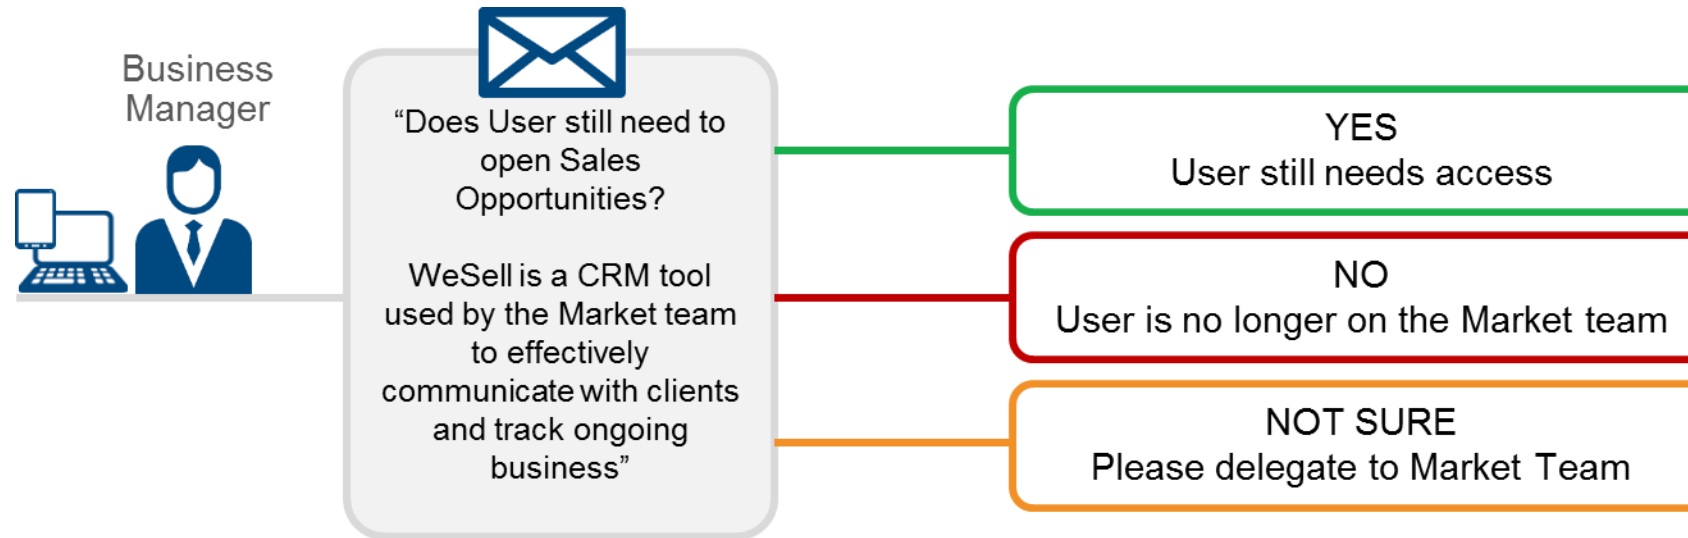 Business
Manager
“Does User still need to
open Sales
Opportunities?
WeSell is a CRM tool
used by the Market team
to effectively
communicate with clients
and track ongoing
business”
YES
User still needs access
NO
User is no longer on the Market team
NOT SURE
Please delegate to Market Team